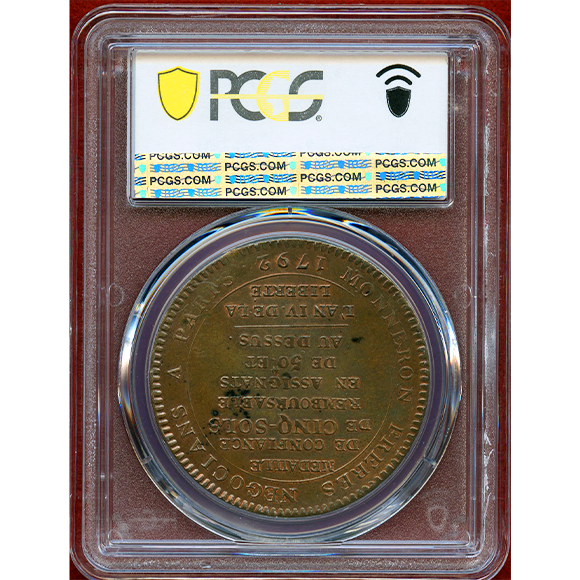 PCGS
PCGS.COM PCGS.COM PCGS.COM PCGS.COM
PCGS.COM PCGS.COM PCGS.COM PCGS.COM
MONNERON FRERES NEGOCIANS A PARIS 1792
MEDAILLE
DE CONFIANCE
DE CINQ-SOLS
REMBOURSABLE
EN ASSIGNATS
DE 50 ET
AU DESSUS
L'AN IV. DE LA
LIBERTE